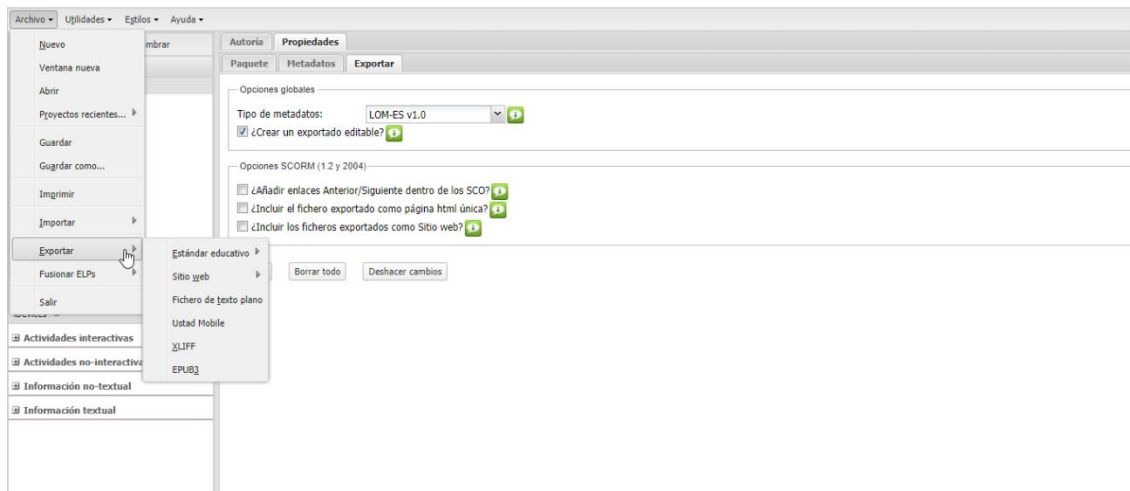 Archivo Utilidades Estilos Ayuda
Nuevo
Ventana nueva
Abrir
Proyectos recientes...
Guardar
Guardar como...
Imprimir
Importar
Exportar
Fusionar ELPs
Salir
Estándar educativo
Sitio web
Fichero de texto plano
Ustad Mobile
XLIFF
EPUB3
Actividades interactivas
Información no-textual
Información textual
Autoría Propiedades
Paquete Metadatos Exportar
Opciones globales
Tipo de metadatos: LOM-ES v1.0
¿Crear un exportado editable?
Opciones SCORM (1.2 y 2004)
¿Añadir enlaces Anterior/Siguiente dentro de los SCO?
¿Incluir el fichero exportado como página html única?
¿Incluir los ficheros exportados como Sitio web?
Borrar todo Deshacer cambios